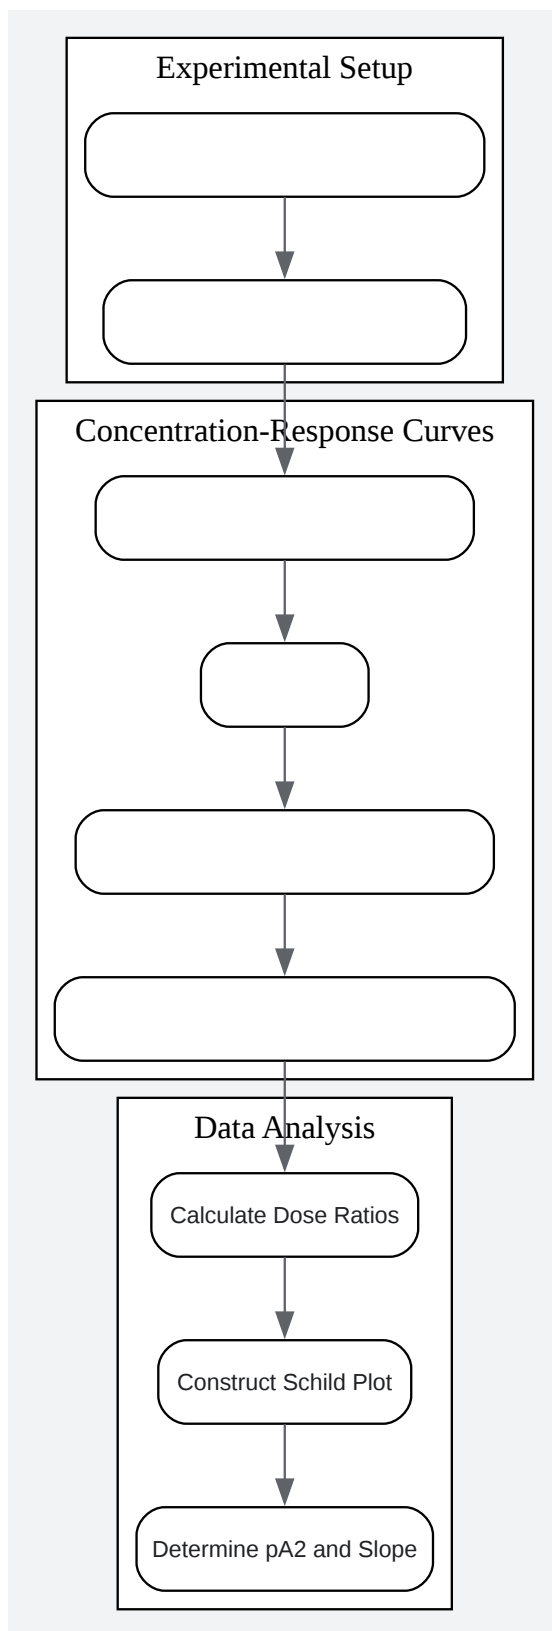 Experimental Setup
Concentration-Response Curves
Data Analysis
Calculate Dose Ratios
Construct Schild Plot
Determine pA2 and Slope